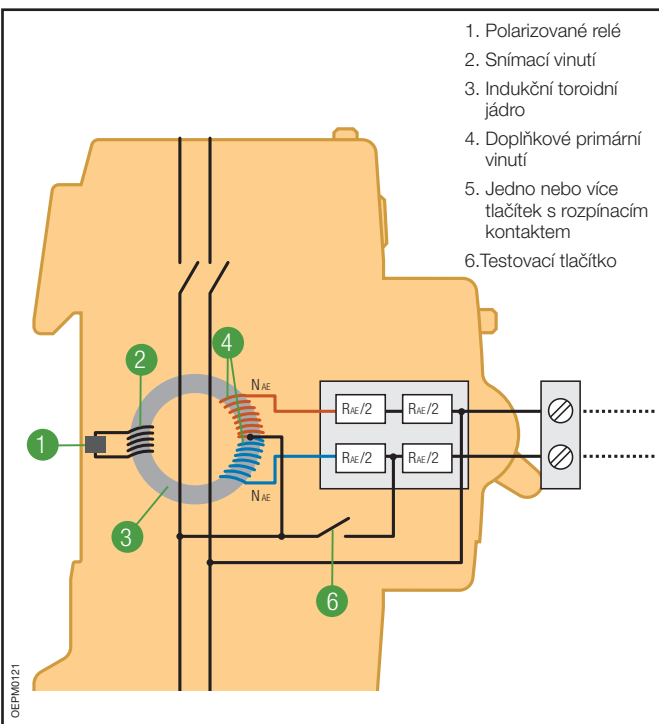 1. Polarizované relé
2. Snímací vinutí
3. Indukční toroidní
jádro
4. Doplňkové primární
vinutí
5. Jedno nebo více
tlačítek s rozpínacím
kontaktem
6.Testovací tlačítko
2
4
NAE
RAE/2
RAE/2
1
RAE/2
RAE/2
NAE
3
6
OEPM0121